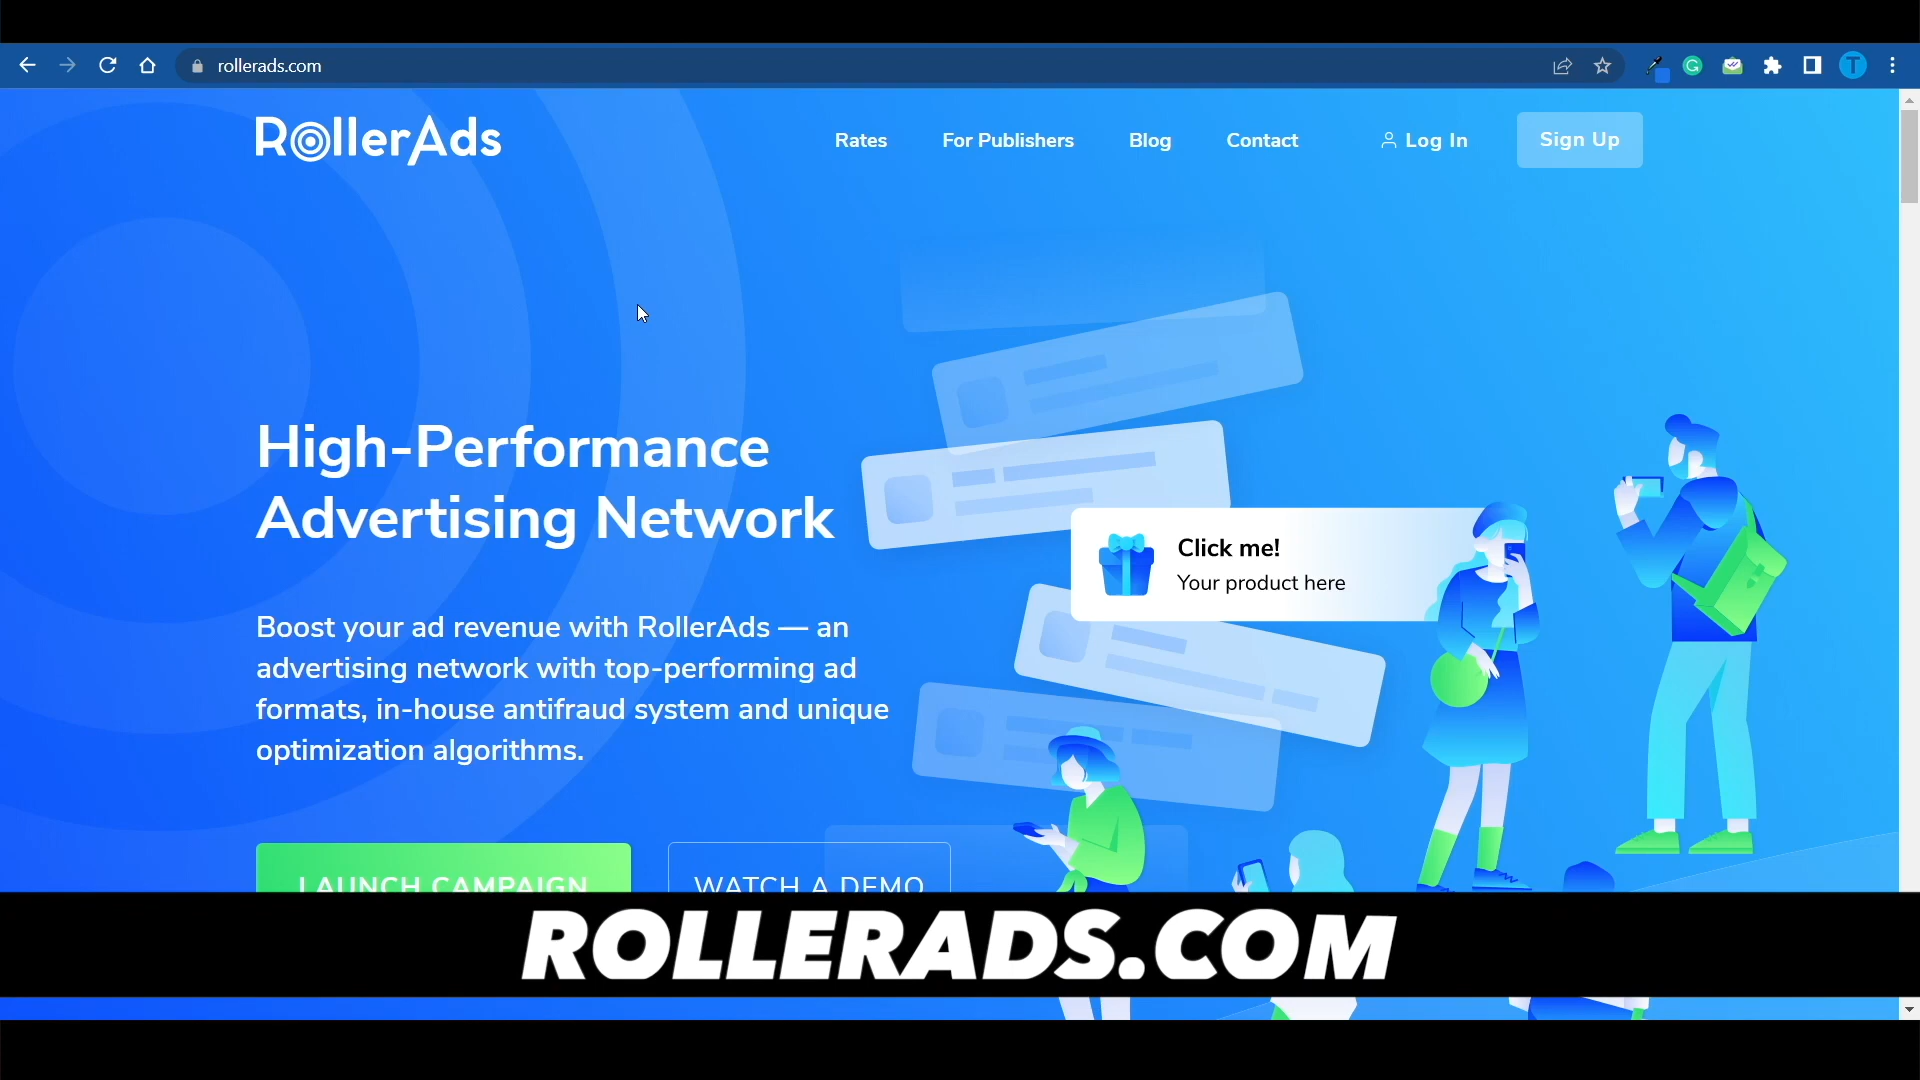 rollerads.com
T
RollerAds
Rates
For Publishers
Blog
Contact
Log In
Sign Up
High-Performance
Advertising Network
Click me!
Your product here
Boost your ad revenue with RollerAds — an
advertising network with top-performing ad
formats, in-house antifraud system and unique
optimization algorithms.
LAUNCH CAMPAIGN
WATCH A DEMO
ROLLERADS.COM